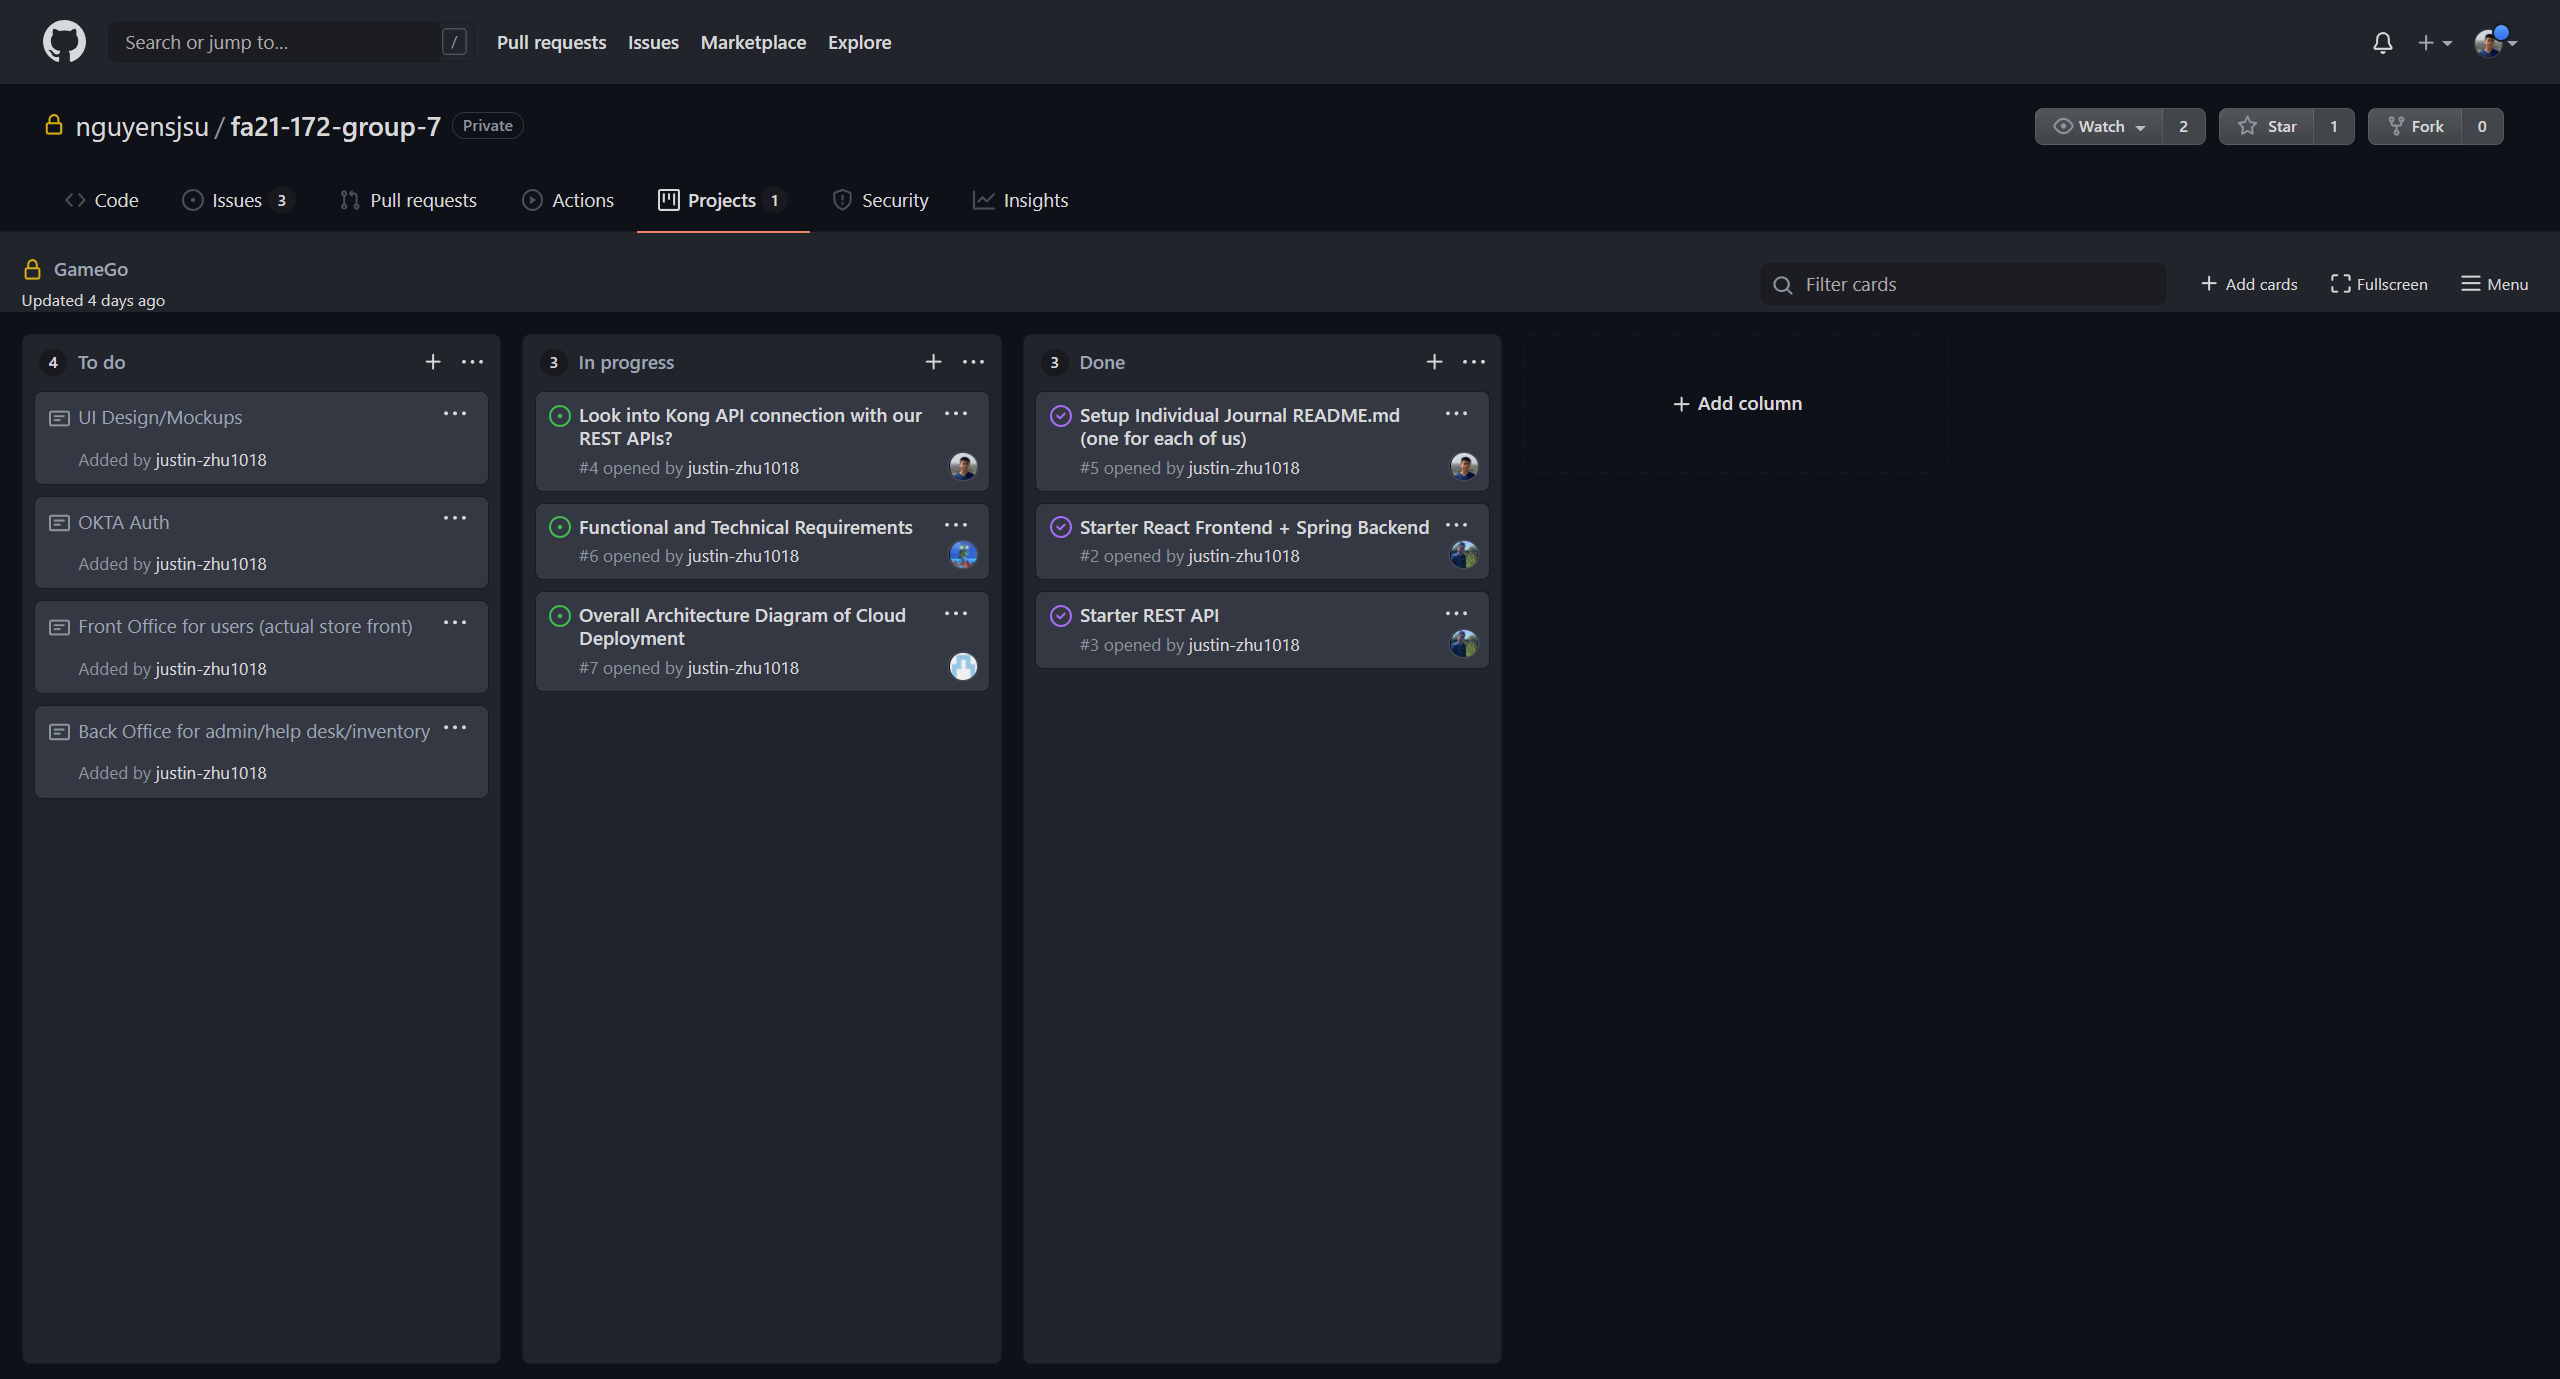 Search or jump to... / Pull requests Issues Marketplace Explore
nguyensjsu / fa21-172-group-7 Private Watch 2 Star 1 Fork 0
Code Issues 3 Pull requests Actions Projects 1 Security Insights
GameGo
Updated 4 days ago
Filter cards + Add cards Fullscreen Menu
4 To do
UI Design/Mockups
Added by justin-zhu1018
OKTA Auth
Added by justin-zhu1018
Front Office for users (actual store front)
Added by justin-zhu1018
Back Office for admin/help desk/inventory
Added by justin-zhu1018
3 In progress
Look into Kong API connection with our
REST APIs?
#4 opened by justin-zhu1018
Functional and Technical Requirements
#6 opened by justin-zhu1018
Overall Architecture Diagram of Cloud
Deployment
#7 opened by justin-zhu1018
3 Done
Setup Individual Journal README.md
(one for each of us)
#5 opened by justin-zhu1018
Starter React Frontend + Spring Backend
#2 opened by justin-zhu1018
Starter REST API
#3 opened by justin-zhu1018
+ Add column